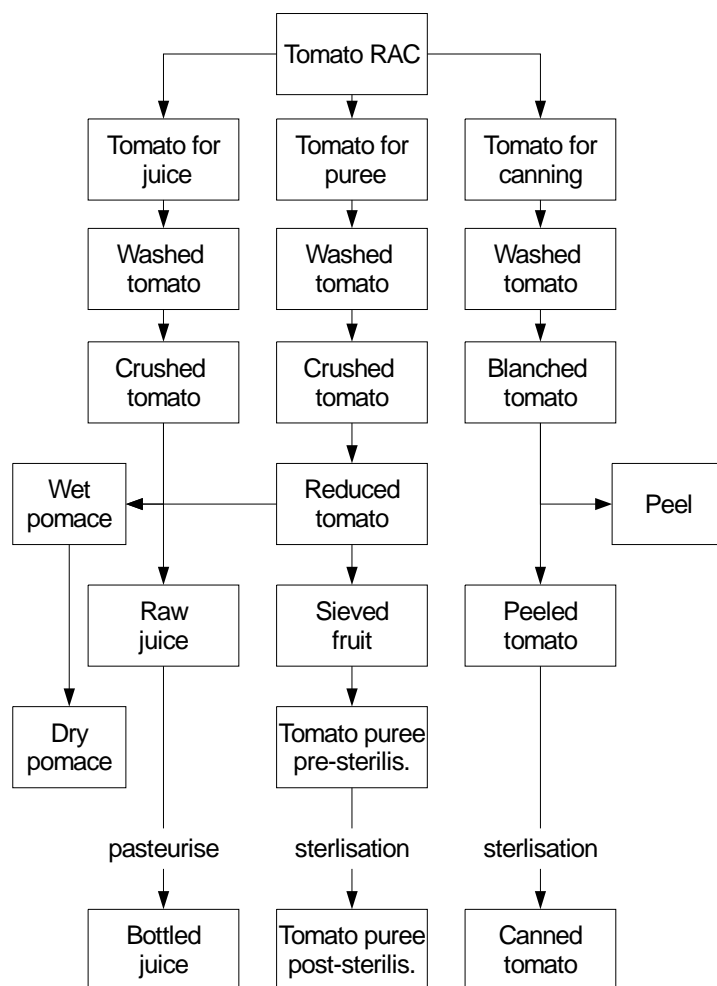 Tomato RAC
Tomato for
juice
Tomato for
puree
Tomato for
canning
Washed
tomato
Washed
tomato
Washed
tomato
Crushed
tomato
Crushed
tomato
Blanched
tomato
Wet
pomace
Reduced
tomato
Peel
Raw
juice
Sieved
fruit
Peeled
tomato
Dry
pomace
Tomato puree
pre-sterilis.
pasteurise
sterlisation
sterlisation
Bottled
juice
Tomato puree
post-sterilis.
Canned
tomato